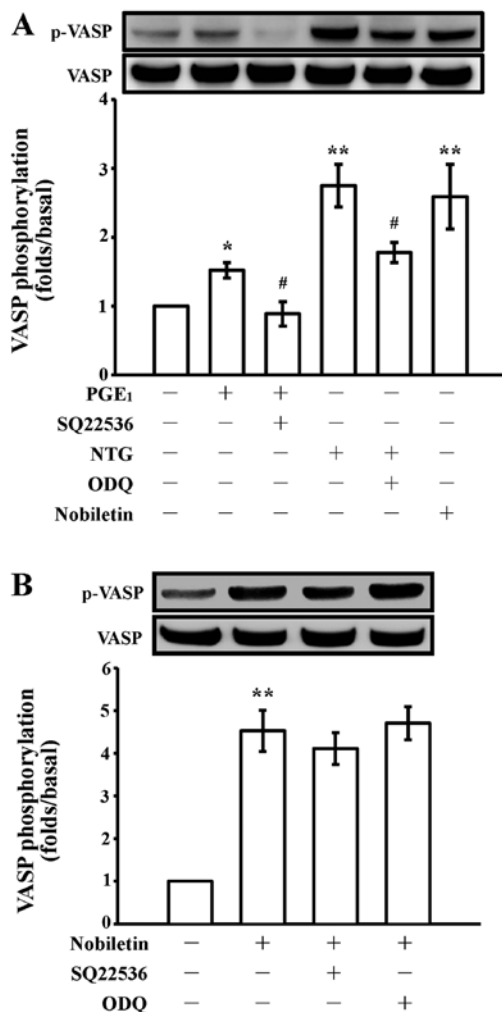 A
p-VASP
VASP
VASP phosphorylation
(folds/basal)
4
3
2
1
0
*
#
**
#
**
PGE₁ − + + − − −
SQ22536 − − + − − −
NTG − − − + + −
ODQ − − − − + −
Nobiletin − − − − − +
B
p-VASP
VASP
VASP phosphorylation
(folds/basal)
6
5
4
3
2
1
0
**
Nobiletin − + + +
SQ22536 − − + −
ODQ − − − +